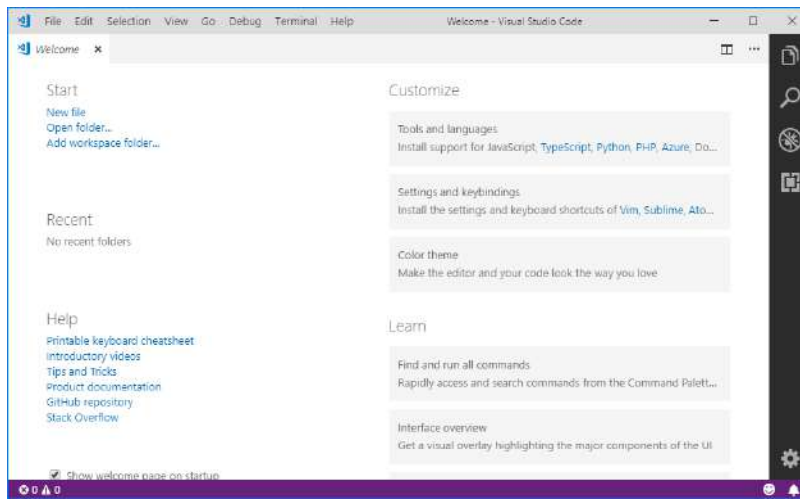 File Edit Selection View Go Debug Terminal Help Welcome - Visual Studio Code
Welcome
Start
New file
Open folder...
Add workspace folder...
Recent
No recent folders
Help
Printable keyboard cheatsheet
Introductory videos
Tips and Tricks
Product documentation
GitHub repository
Stack Overflow
Show welcome page on startup
Customize
Tools and languages
Install support for JavaScript, TypeScript, Python, PHP, Azure, Do...
Settings and keybindings
Install the settings and keyboard shortcuts of Vim, Sublime, Ato...
Color theme
Make the editor and your code look the way you love
Learn
Find and run all commands
Rapidly access and search commands from the Command Palett...
Interface overview
Get a visual overlay highlighting the major components of the UI
0 0